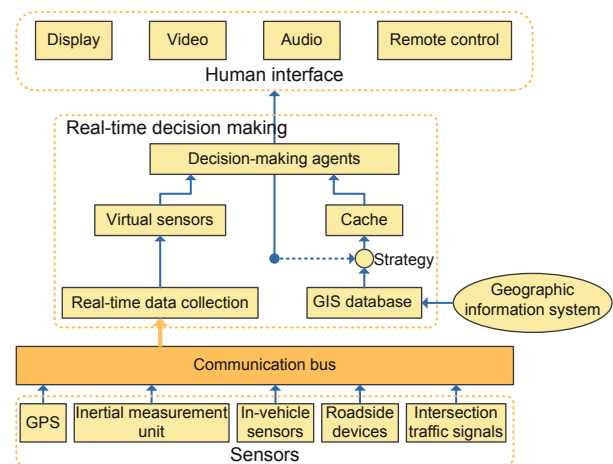 Display
Video
Audio
Remote control
Human interface
Real-time decision making
Decision-making agents
Virtual sensors
Cache
Strategy
Real-time data collection
GIS database
Geographic
information system
Communication bus
GPS
Inertial measurement
unit
In-vehicle
sensors
Roadside
devices
Intersection
traffic signals
Sensors